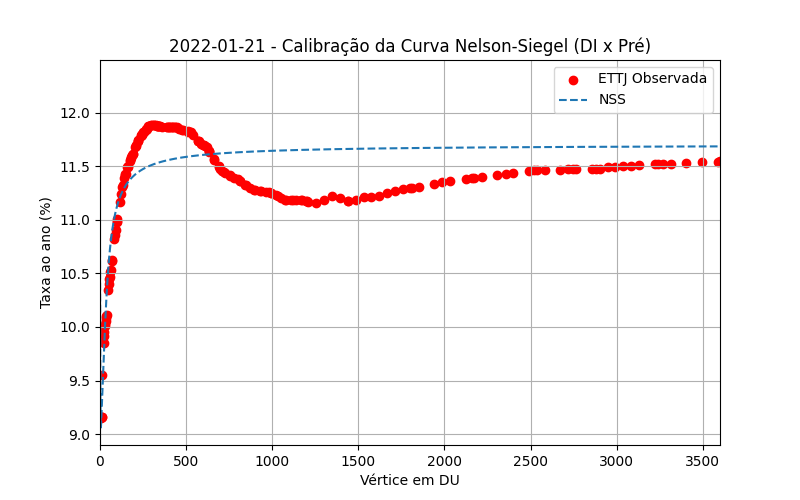 2022-01-21 - Calibração da Curva Nelson-Siegel (DI x Pré)
ETTJ Observada
NSS
Taxa ao ano (%)
12.0
11.5
11.0
10.5
10.0
9.5
9.0
0 500 1000 1500 2000 2500 3000 3500
Vértice em DU